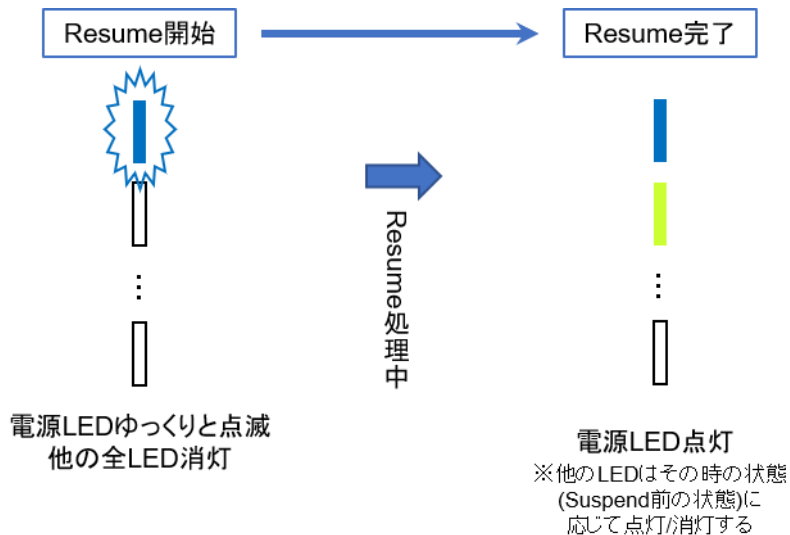 Resume開始
Resume完了
Resume処理中
電源LEDゆっくりと点滅
他の全LED消灯
電源LED点灯
※他のLEDはその時の状態
(Suspend前の状態)に
応じて点灯/消灯する